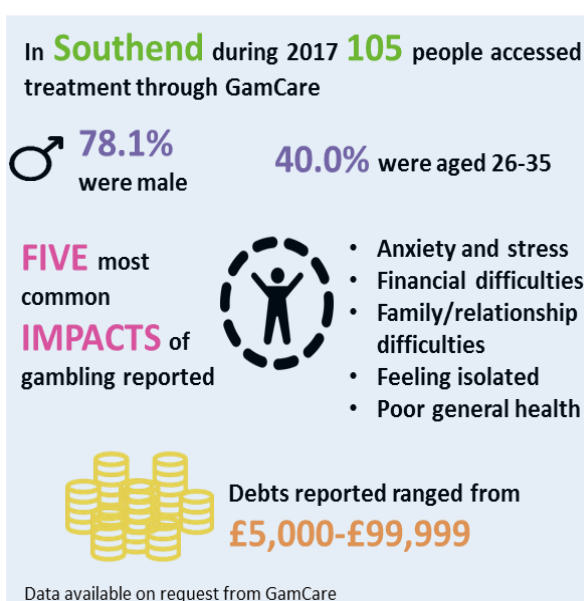 In Southend during 2017 105 people accessed
treatment through GamCare
78.1%
were male
40.0% were aged 26-35
FIVE most
common
IMPACTS of
gambling reported
• Anxiety and stress
• Financial difficulties
• Family/relationship
difficulties
• Feeling isolated
• Poor general health
Debts reported ranged from
£5,000-£99,999
Data available on request from GamCare